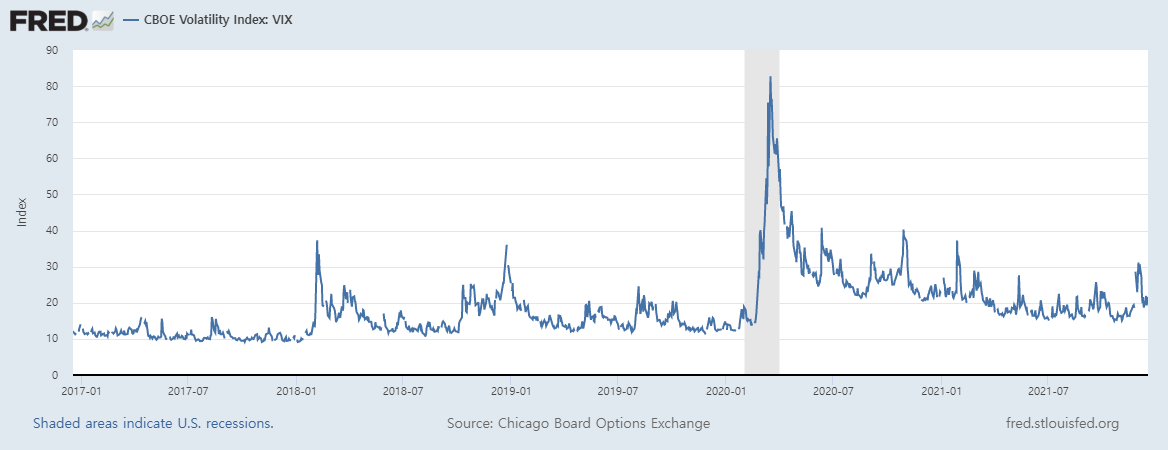 FRED
CBOE Volatility Index: VIX
90
80
70
60
50
40
30
20
10
0
Index
2017-01 2017-07 2018-01 2018-07 2019-01 2019-07 2020-01 2020-07 2021-01 2021-07
Shaded areas indicate U.S. recessions. Source: Chicago Board Options Exchange fred.stlouisfed.org